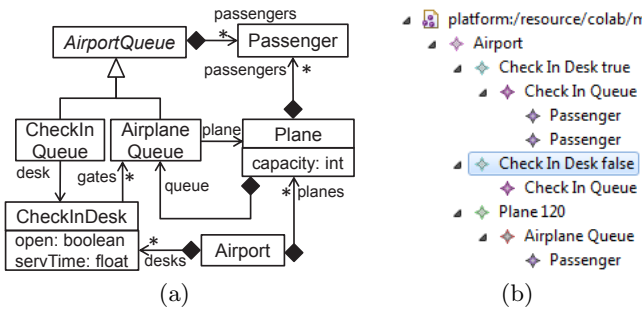 AirportQueue
passengers
*
Passenger
passengers
*
CheckIn
Queue
Airplane
Queue
plane
Plane
capacity: int
desk
gates
*
queue
*
planes
CheckInDesk
open: boolean
servTime: float
*
desks
Airport
(a)
platform:/resource/colab/m
Airport
Check In Desk true
Check In Queue
Passenger
Passenger
Check In Desk false
Check In Queue
Plane 120
Airplane Queue
Passenger
(b)